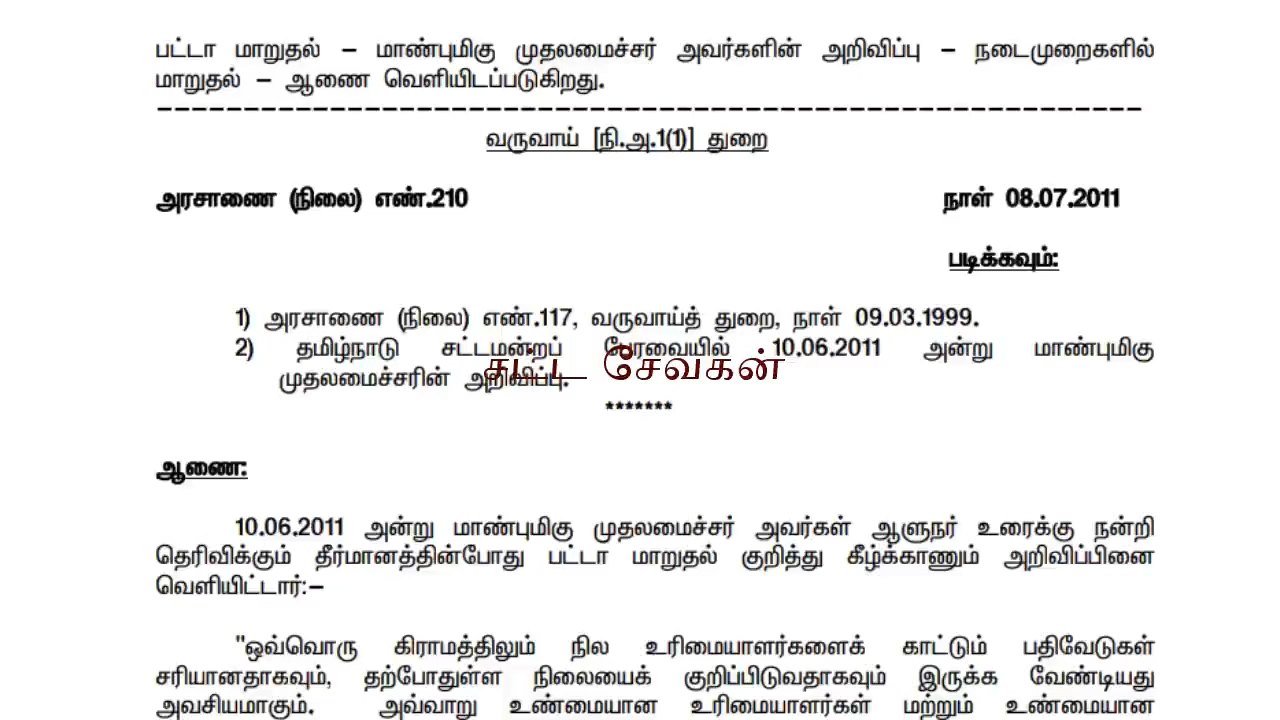 பட்டா மாறுதல் – மாண்புமிகு முதலமைச்சர் அவர்களின் அறிவிப்பு – நடைமுறைகளில்
மாறுதல் – ஆணை வெளியிடப்படுகிறது.
வருவாய் [நி.அ.1(1)] துறை
அரசாணை (நிலை) எண்.210 நாள் 08.07.2011
படிக்கவும்:
1) அரசாணை (நிலை) எண்.117, வருவாய்த் துறை, நாள் 09.03.1999.
2) தமிழ்நாடு சட்டமன்றப் பேரவையில் 10.06.2011 அன்று மாண்புமிகு
முதலமைச்சரின் அறிவிப்பு.
சட்ட சேவகன்
*******
ஆணை:
10.06.2011 அன்று மாண்புமிகு முதலமைச்சர் அவர்கள் ஆளுநர் உரைக்கு நன்றி
தெரிவிக்கும் தீர்மானத்தின்போது பட்டா மாறுதல் குறித்து கீழ்க்காணும் அறிவிப்பினை
வெளியிட்டார்:–
"ஒவ்வொரு கிராமத்திலும் நில உரிமையாளர்களைக் காட்டும் பதிவேடுகள்
சரியானதாகவும், தற்போதுள்ள நிலையைக் குறிப்பிடுவதாகவும் இருக்க வேண்டியது
அவசியமாகும். அவ்வாறு உண்மையான உரிமையாளர்கள் மற்றும் உண்மையான